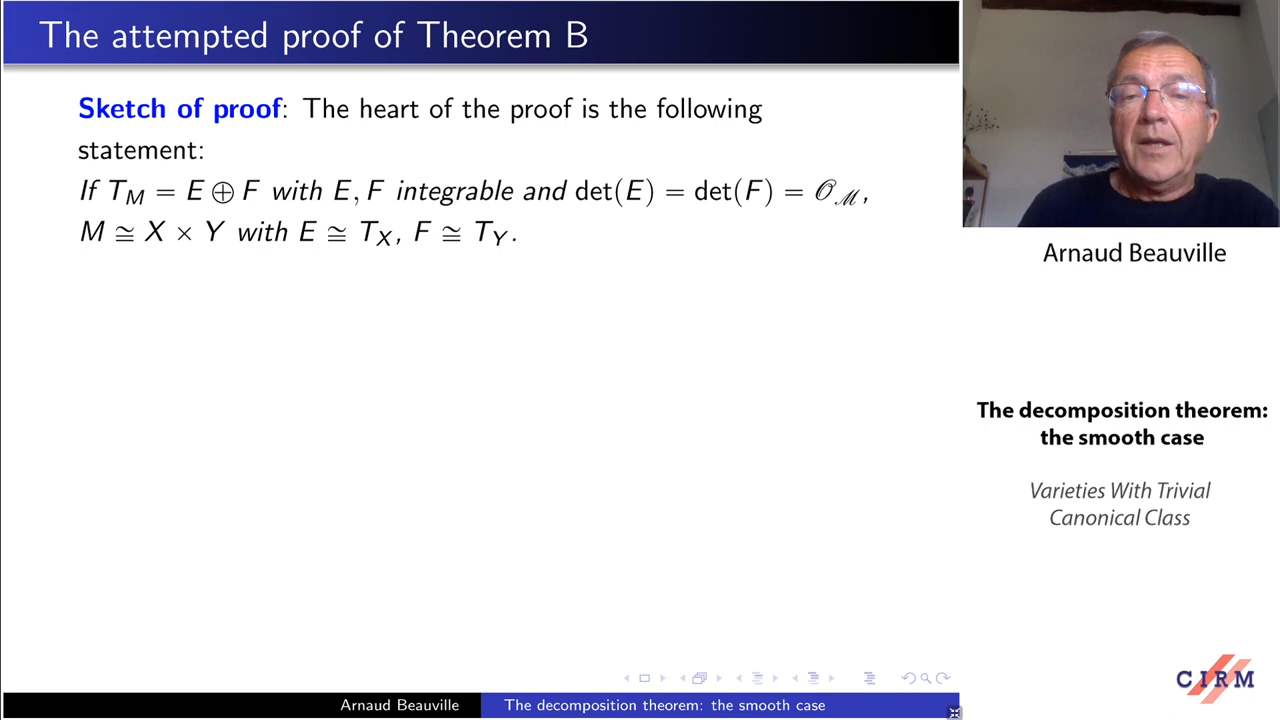 The attempted proof of Theorem B
Sketch of proof: The heart of the proof is the following
statement:
If T_M = E ⊕ F with E, F integrable and det(E) = det(F) = 𝒪_ℳ,
M ≅ X × Y with E ≅ T_X, F ≅ T_Y.
Arnaud Beauville
The decomposition theorem:
the smooth case
Varieties With Trivial
Canonical Class
CIRM
Arnaud Beauville
The decomposition theorem: the smooth case